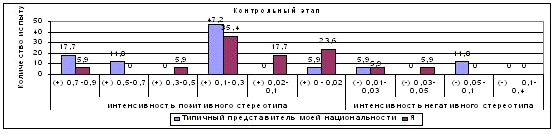 Контрольный этап
Количество испыту
50
40
30
20
10
0
17,7 5,9 11,8 0 0 5,9 47,2 35,4 0 17,7 5,9 23,6 5,9 5,9 0 5,9 11,8 0 0 0
(+) 0,7-0,9 (+) 0,5-0,7 (+) 0,3-0,5 (+) 0,1-0,3 (+) 0,02-0,1 (+) 0 - 0,02 (-) 0,01-0,03 (-) 0,03-0,05 (-) 0,05-0,1 (-) 0,1-0,4
интенсивность позитивного стереотипа интенсивность негативного стереотипа
Типичный представитель моей национальности Я